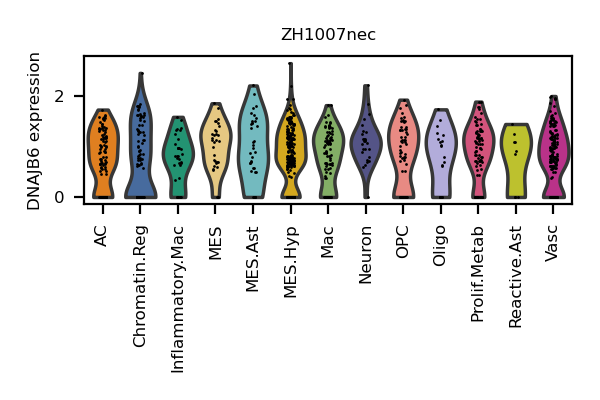 ZH1007nec
DNAJB6 expression
2
0
AC
Chromatin.Reg
Inflammatory.Mac
MES
MES.Ast
MES.Hyp
Mac
Neuron
OPC
Oligo
Prolif.Metab
Reactive.Ast
Vasc